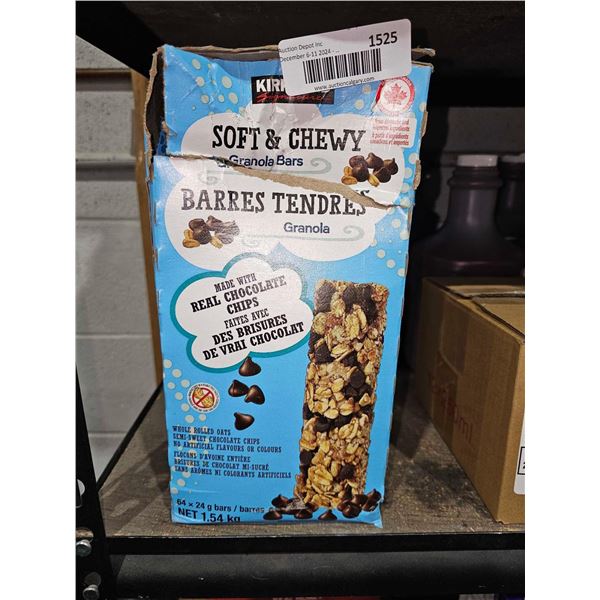 Auction Depot Inc
December 6-11 2024 - ...
1525
www.auctioncalgary.com
KIR
Signature
SOFT & CHEWY
Granola Bars
BARRES TENDRES
Granola
MADE WITH
REAL CHOCOLATE
CHIPS
FAITES AVEC
DES BRISURES
DE VRAI CHOCOLAT
WHOLE ROLLED OATS
SEMI-SWEET CHOCOLATE CHIPS
NO ARTIFICIAL FLAVOURS OR COLOURS
FLOCONS D'AVOINE ENTIÈRE
BRISURES DE CHOCOLAT MI-SUCRÉ
SANS ARÔMES NI COLORANTS ARTIFICIELS
64 × 24 g bars / barres
NET 1.54 kg